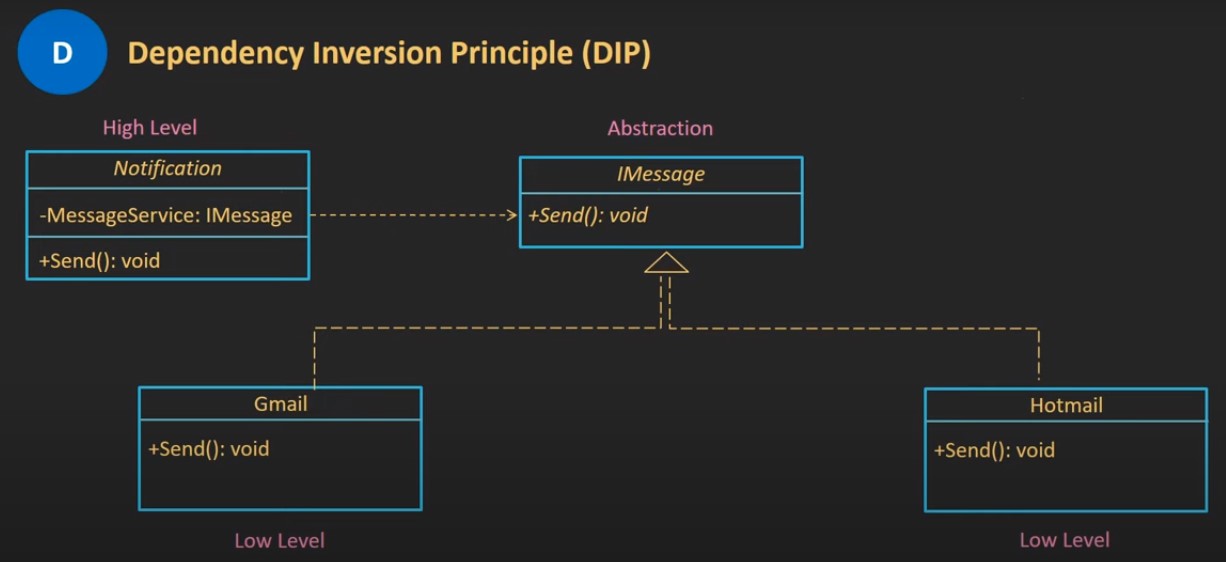 D
Dependency Inversion Principle (DIP)
High Level
Notification
-MessageService: IMessage
+Send(): void
Abstraction
IMessage
+Send(): void
Gmail
+Send(): void
Low Level
Hotmail
+Send(): void
Low Level